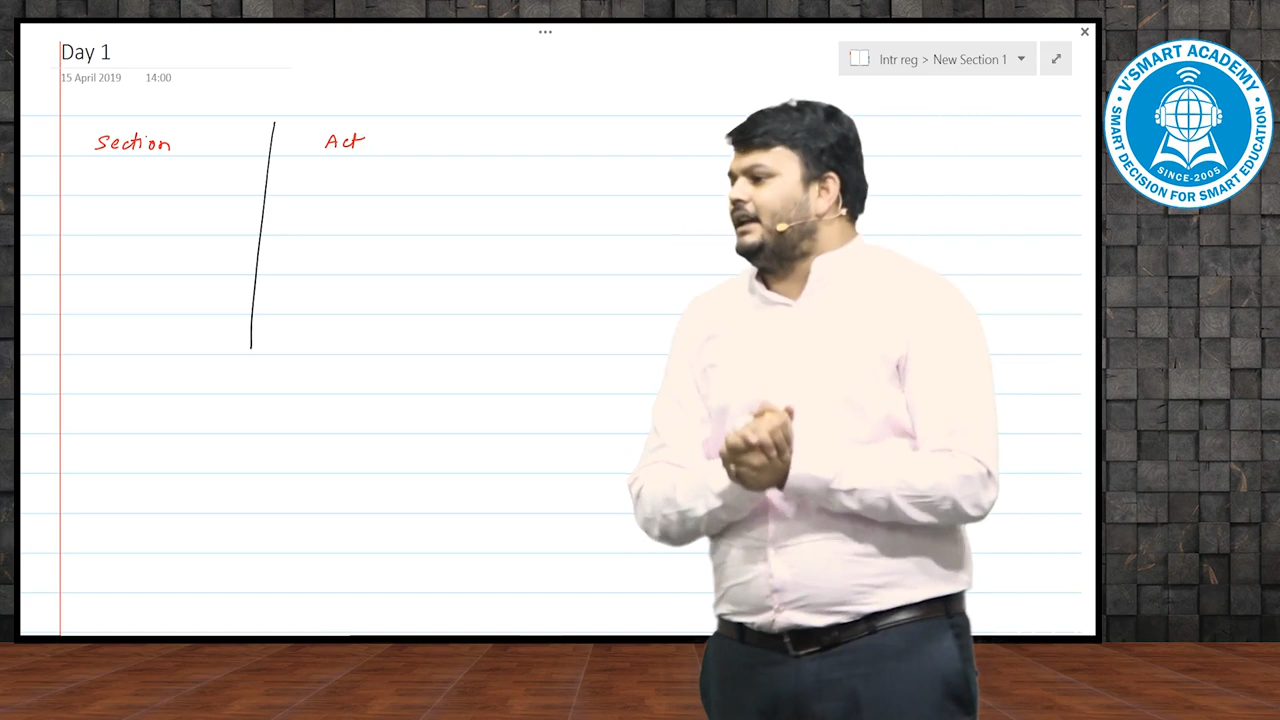 Day 1
15 April 2019 14:00
Intr reg > New Section 1
Section Act
V'SMART ACADEMY
SINCE-2005
SMART DECISION FOR SMART EDUCATION